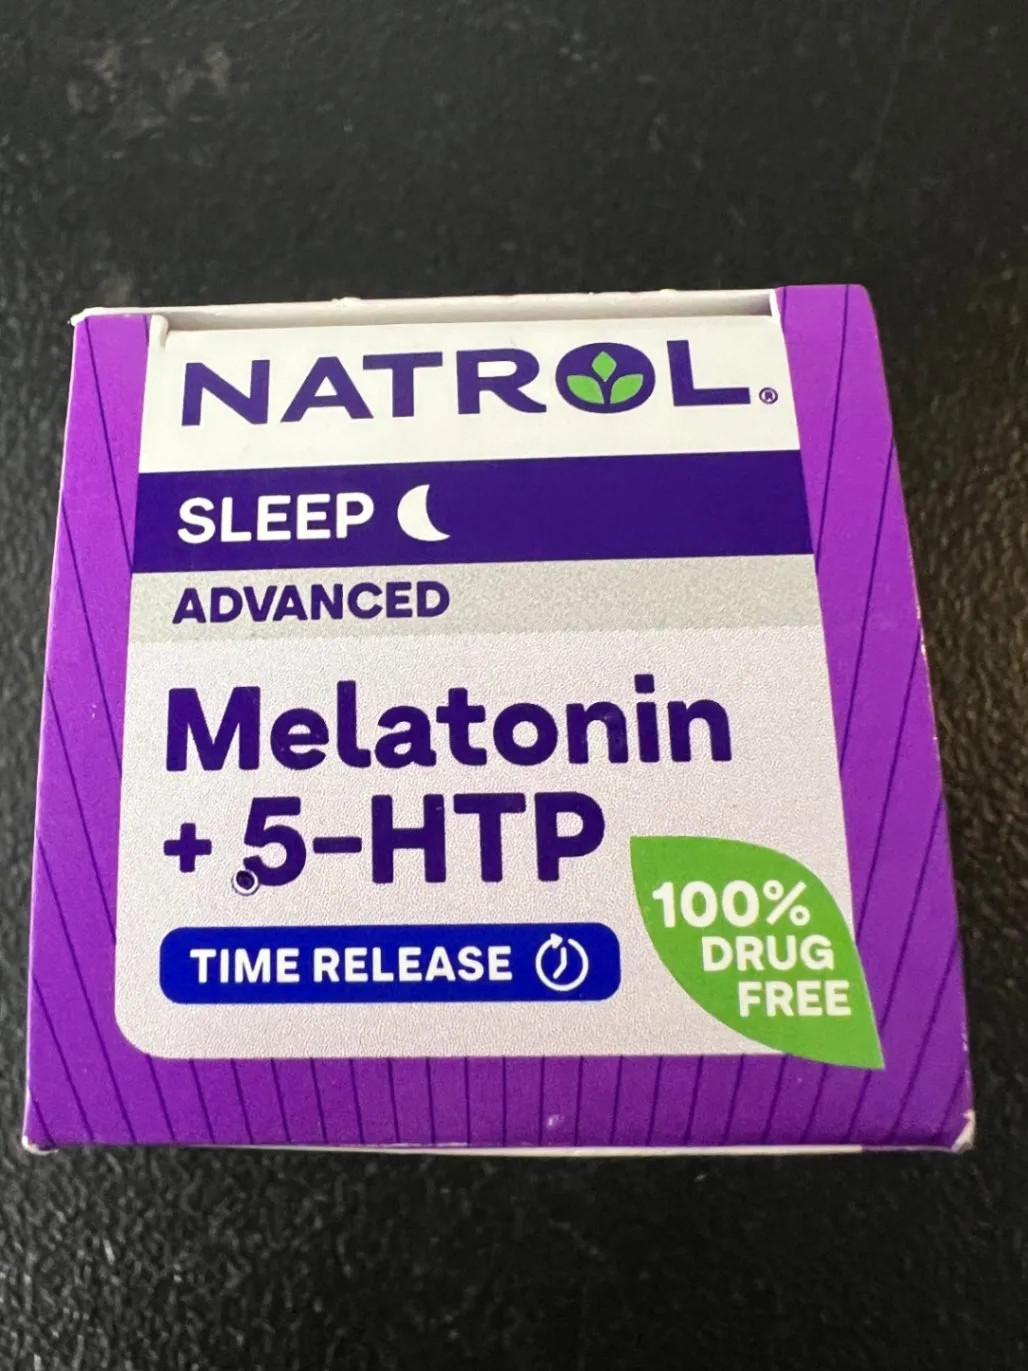 NATROL®
SLEEP
ADVANCED
Melatonin
+ 5-HTP
TIME RELEASE
100%
DRUG
FREE